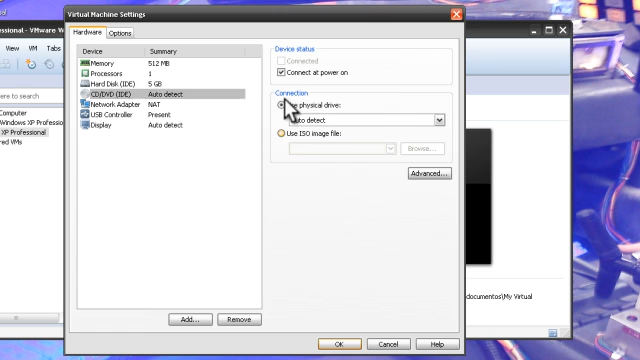 Virtual Machine Settings
Hardware
Options
Device Summary
Memory 512 MB
Processors 1
Hard Disk (IDE) 5 GB
CD/DVD (IDE) Auto detect
Network Adapter NAT
USB Controller Present
Display Auto detect
Add...
Remove
Device status
Connected
Connect at power on
Connection
physical drive:
detect
Use ISO image file:
Browse...
Advanced...
OK
Cancel
Help
View VM Tabs
here to search
Computer
Windows XP Professio
XP Professional
red VMs
documentos\My Virtual